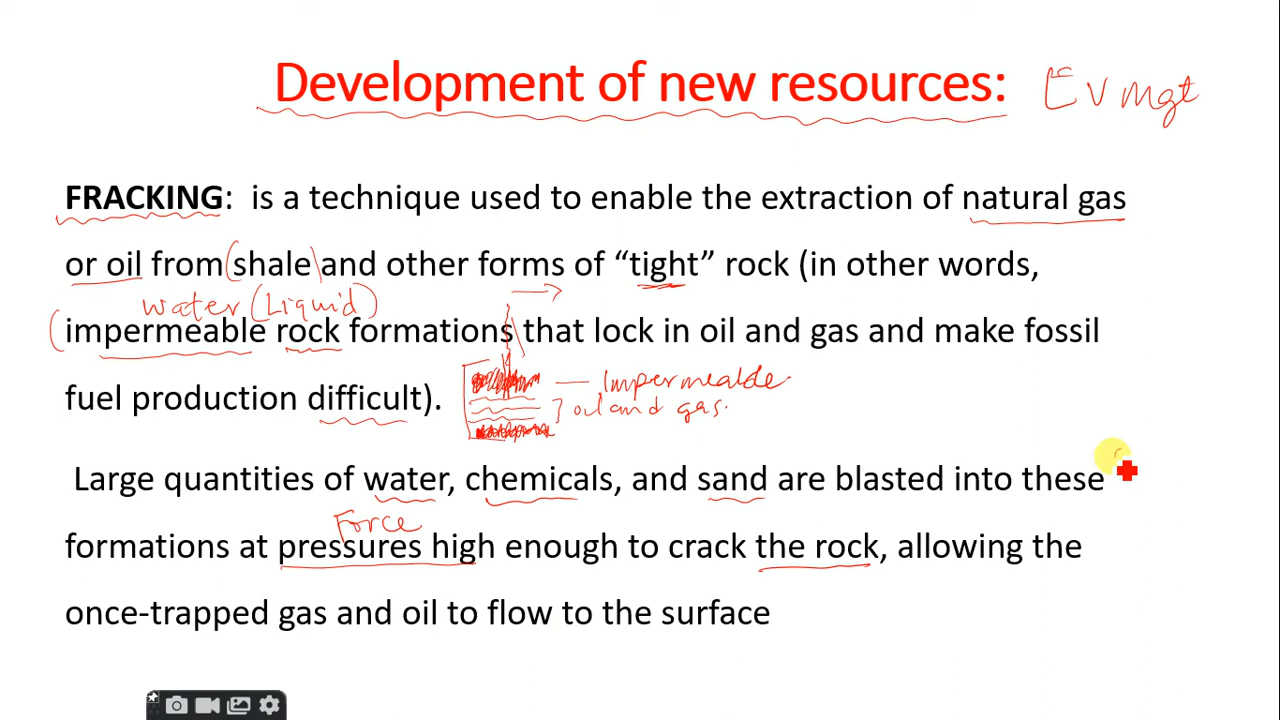 Development of new resources: Ev mgt
FRACKING: is a technique used to enable the extraction of natural gas
or oil from (shale) and other forms of “tight” rock (in other words,
water (Liquid)
(impermeable rock formations that lock in oil and gas and make fossil
Impermealde
fuel production difficult).
oil and gas.
Large quantities of water, chemicals, and sand are blasted into these
Force
formations at pressures high enough to crack the rock, allowing the
once-trapped gas and oil to flow to the surface